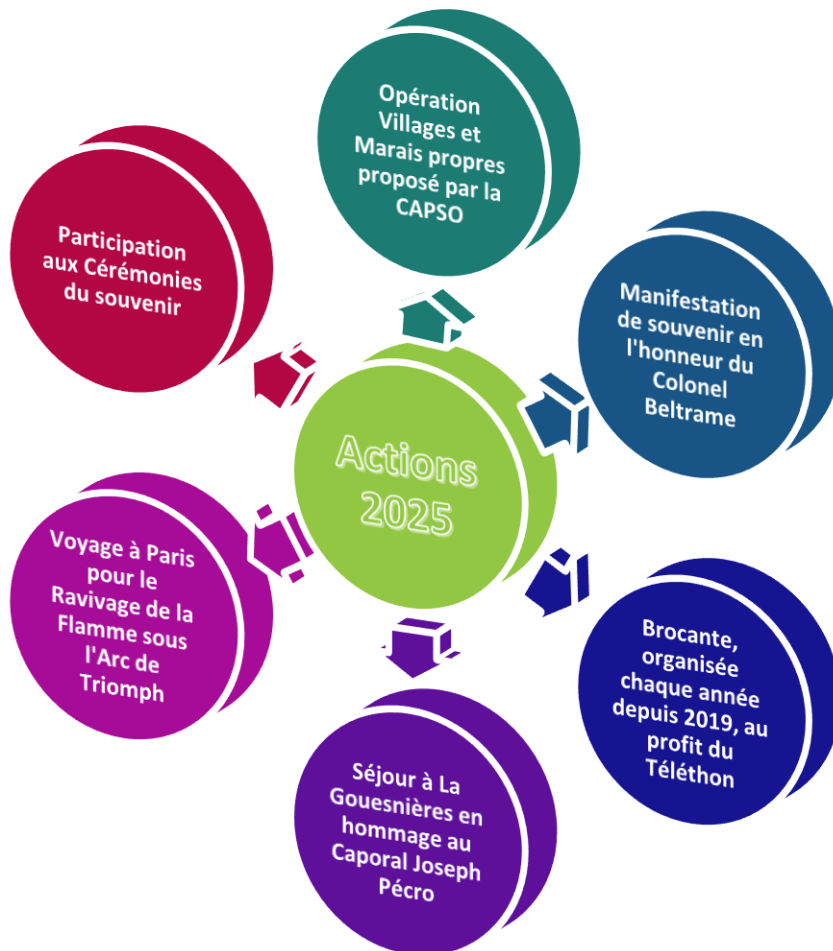 Opération
Villages et
Marais propres
proposé par la
CAPSO
Participation
aux Cérémonies
du souvenir
Manifestation
de souvenir en
l'honneur du
Colonel
Beltrame
Actions
2025
Voyage à Paris
pour le
Ravivage de la
Flamme sous
l'Arc de
Triomph
Brocante,
organisée
chaque année
depuis 2019, au
profit du
Téléthon
Séjour à La
Gouesnières en
hommage au
Caporal Joseph
Pécro